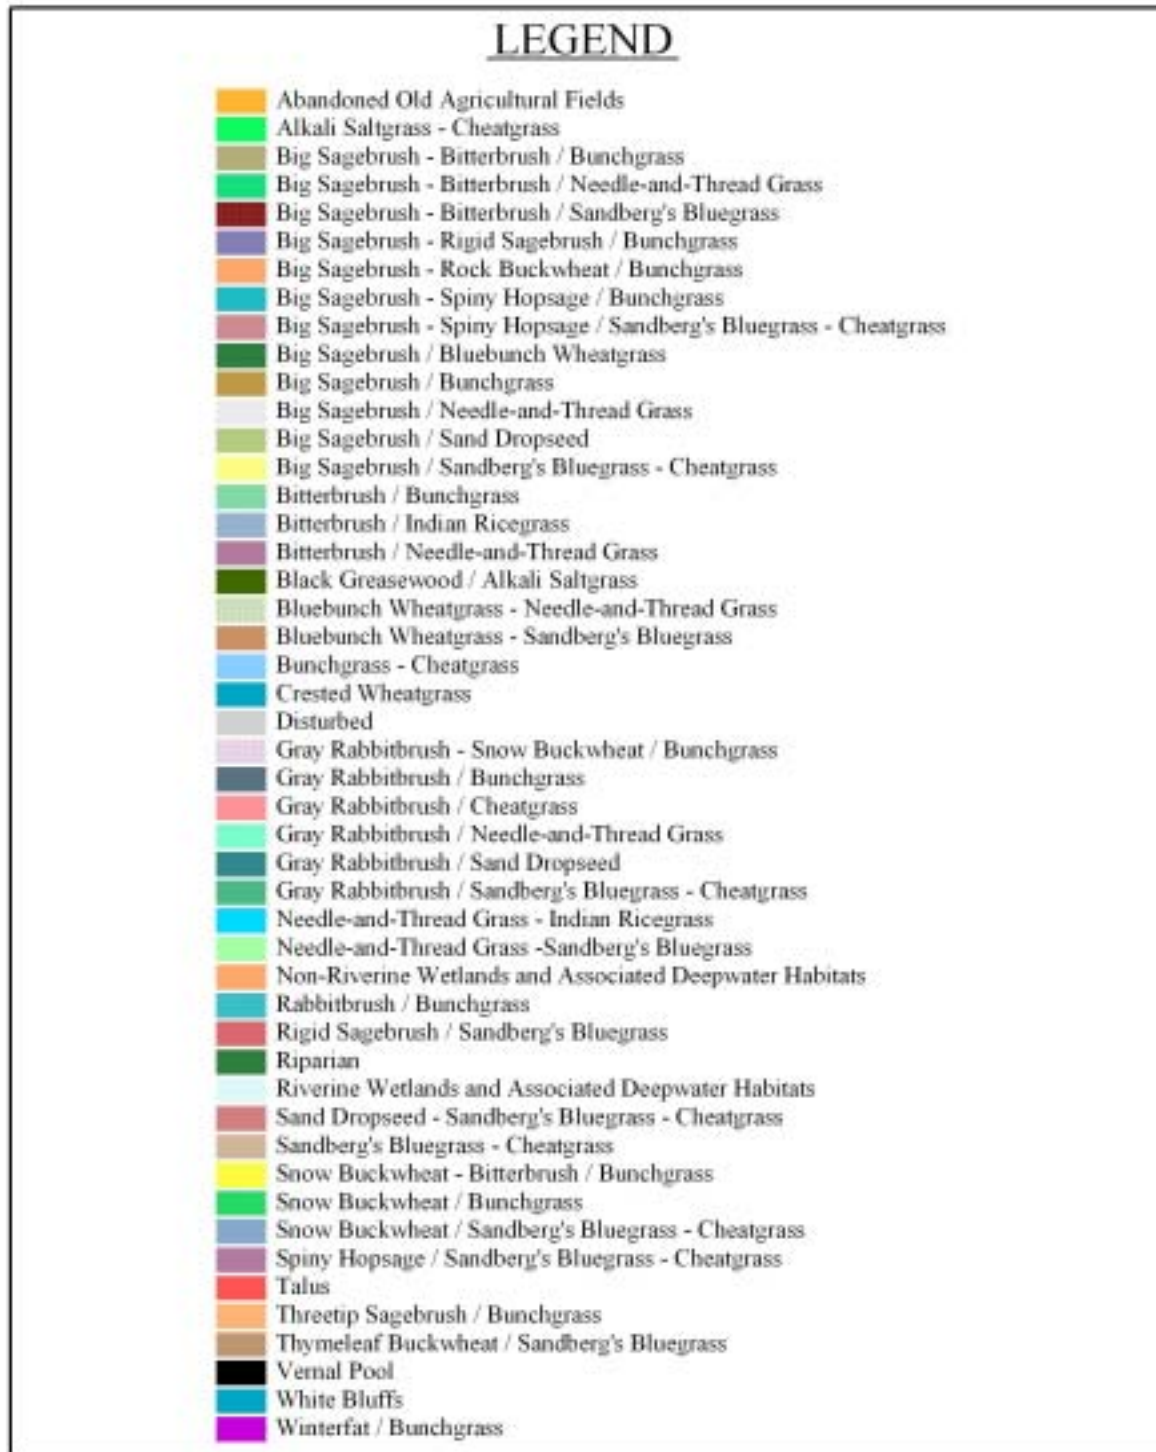 LEGEND
Abandoned Old Agricultural Fields
Alkali Saltgrass - Cheatgrass
Big Sagebrush - Bitterbrush / Bunchgrass
Big Sagebrush - Bitterbrush / Needle-and-Thread Grass
Big Sagebrush - Bitterbrush / Sandberg's Bluegrass
Big Sagebrush - Rigid Sagebrush / Bunchgrass
Big Sagebrush - Rock Buckwheat / Bunchgrass
Big Sagebrush - Spiny Hopsage / Bunchgrass
Big Sagebrush - Spiny Hopsage / Sandberg's Bluegrass - Cheatgrass
Big Sagebrush / Bluebunch Wheatgrass
Big Sagebrush / Bunchgrass
Big Sagebrush / Needle-and-Thread Grass
Big Sagebrush / Sand Dropseed
Big Sagebrush / Sandberg's Bluegrass - Cheatgrass
Bitterbrush / Bunchgrass
Bitterbrush / Indian Ricegrass
Bitterbrush / Needle-and-Thread Grass
Black Greasewood / Alkali Saltgrass
Bluebunch Wheatgrass - Needle-and-Thread Grass
Bluebunch Wheatgrass - Sandberg's Bluegrass
Bunchgrass - Cheatgrass
Crested Wheatgrass
Disturbed
Gray Rabbitbrush - Snow Buckwheat / Bunchgrass
Gray Rabbitbrush / Bunchgrass
Gray Rabbitbrush / Cheatgrass
Gray Rabbitbrush / Needle-and-Thread Grass
Gray Rabbitbrush / Sand Dropseed
Gray Rabbitbrush / Sandberg's Bluegrass - Cheatgrass
Needle-and-Thread Grass - Indian Ricegrass
Needle-and-Thread Grass -Sandberg's Bluegrass
Non-Riverine Wetlands and Associated Deepwater Habitats
Rabbitbrush / Bunchgrass
Rigid Sagebrush / Sandberg's Bluegrass
Riparian
Riverine Wetlands and Associated Deepwater Habitats
Sand Dropseed - Sandberg's Bluegrass - Cheatgrass
Sandberg's Bluegrass - Cheatgrass
Snow Buckwheat - Bitterbrush / Bunchgrass
Snow Buckwheat / Bunchgrass
Snow Buckwheat / Sandberg's Bluegrass - Cheatgrass
Spiny Hopsage / Sandberg's Bluegrass - Cheatgrass
Talus
Threetip Sagebrush / Bunchgrass
Thymeleaf Buckwheat / Sandberg's Bluegrass
Vernal Pool
White Bluffs
Winterfat / Bunchgrass